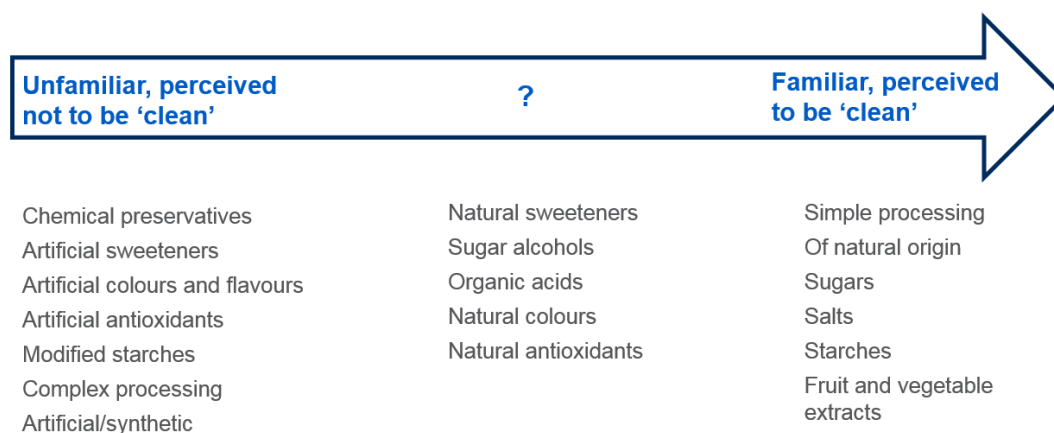 Unfamiliar, perceived
not to be ‘clean’
?
Familiar, perceived
to be ‘clean’
Chemical preservatives
Artificial sweeteners
Artificial colours and flavours
Artificial antioxidants
Modified starches
Complex processing
Artificial/synthetic
Natural sweeteners
Sugar alcohols
Organic acids
Natural colours
Natural antioxidants
Simple processing
Of natural origin
Sugars
Salts
Starches
Fruit and vegetable
extracts